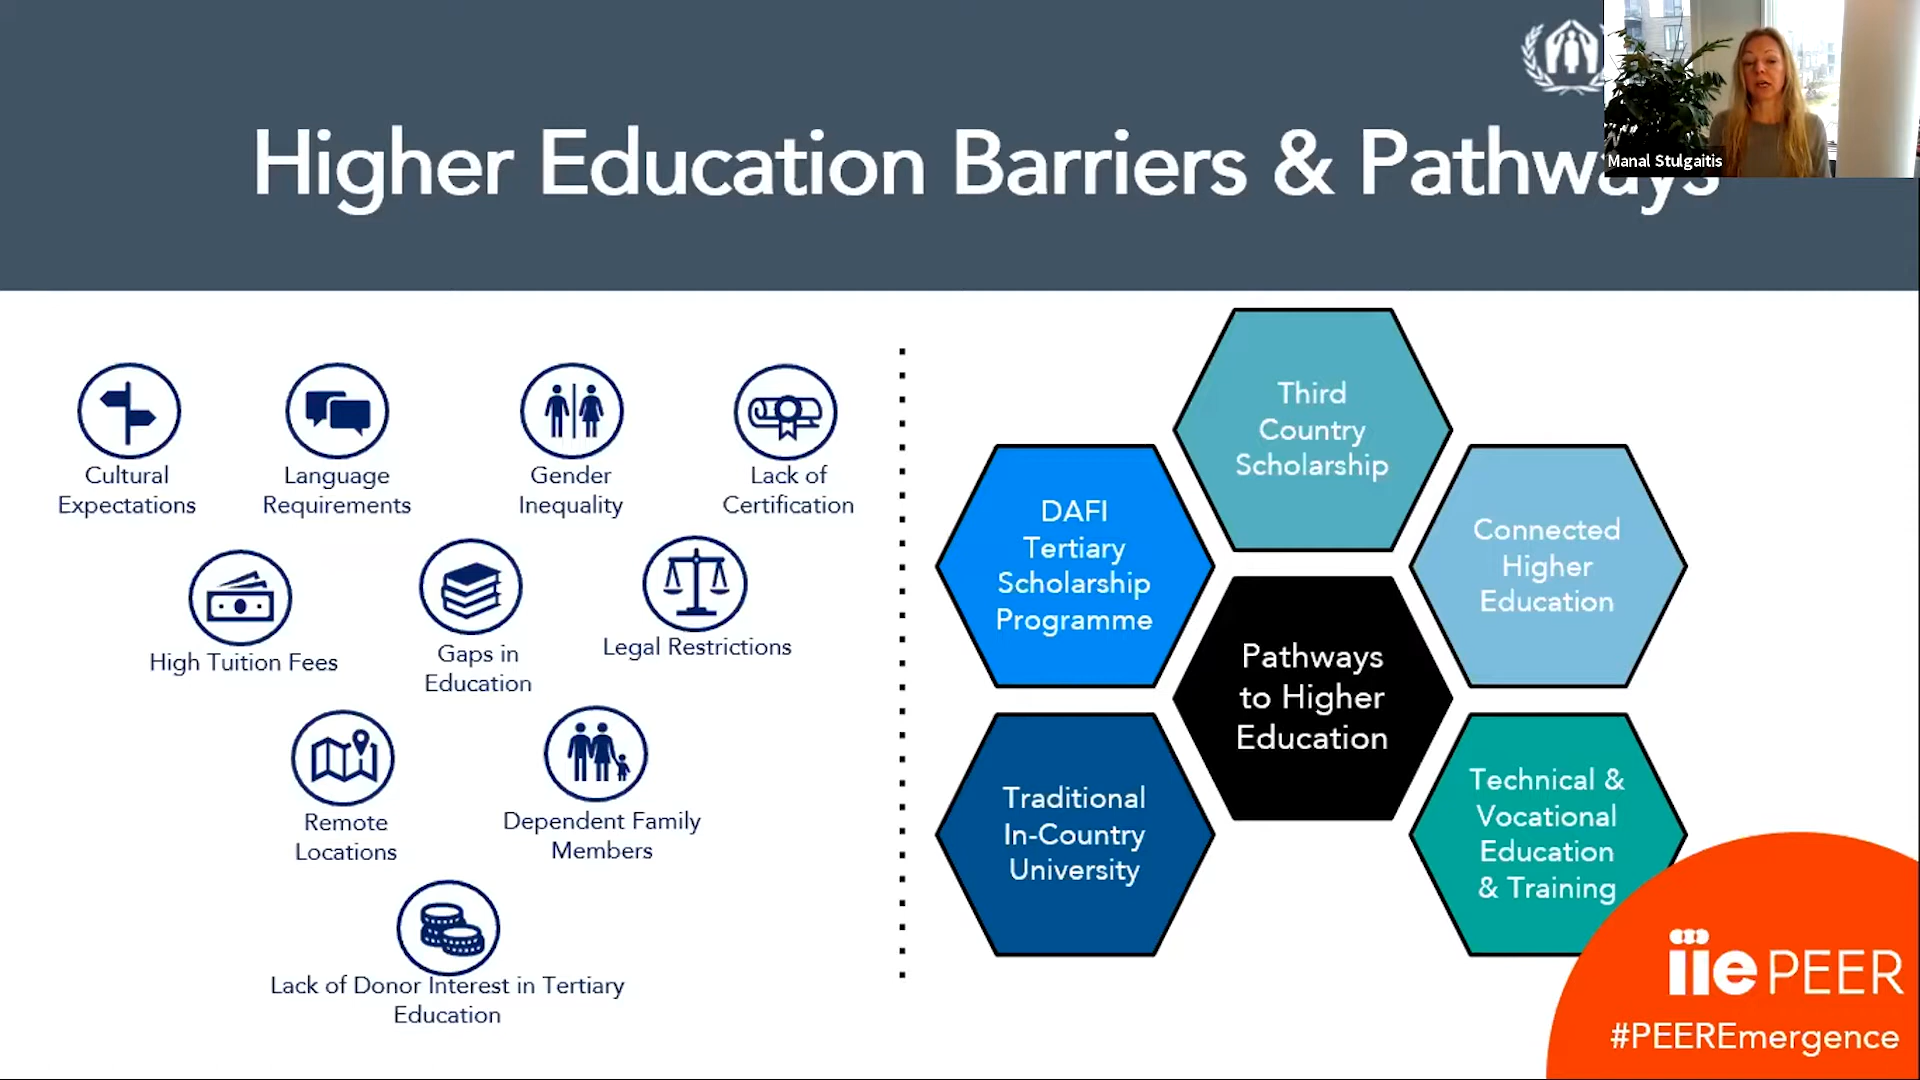 Higher Education Barriers & Pathways
Manal Stulgaitis
Cultural
Expectations
Language
Requirements
Gender
Inequality
Lack of
Certification
High Tuition Fees
Gaps in
Education
Legal Restrictions
Remote
Locations
Dependent Family
Members
Lack of Donor Interest in Tertiary
Education
Third
Country
Scholarship
DAFI
Tertiary
Scholarship
Programme
Connected
Higher
Education
Pathways
to Higher
Education
Traditional
In-Country
University
Technical &
Vocational
Education
& Training
iie PEER
#PEEREmergence